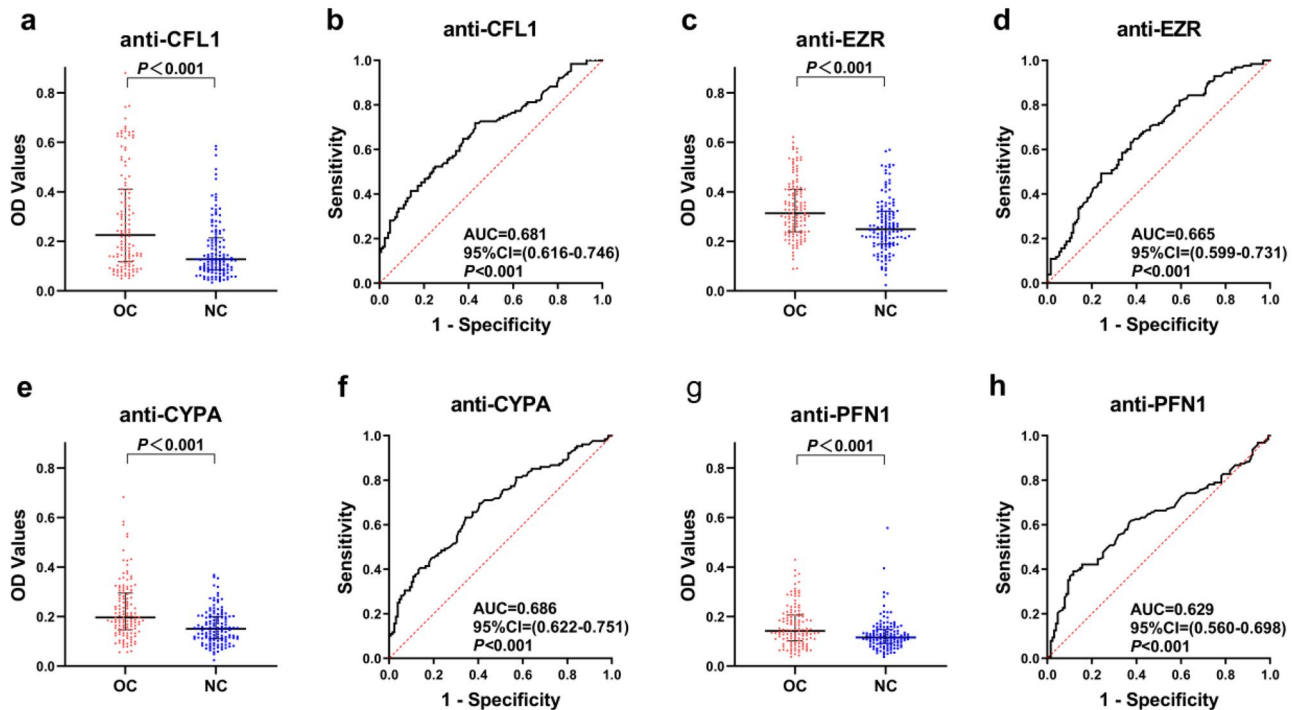 a
anti-CFL1
P<0.001
OD Values
0.8
0.6
0.4
0.2
0.0
OC
NC
b
anti-CFL1
Sensitivity
1.0
0.8
0.6
0.4
0.2
0.0
AUC=0.681
95%CI=(0.616-0.746)
P<0.001
0.0 0.2 0.4 0.6 0.8 1.0
1 - Specificity
c
anti-EZR
P<0.001
OD Values
0.8
0.6
0.4
0.2
0.0
OC
NC
d
anti-EZR
Sensitivity
1.0
0.8
0.6
0.4
0.2
0.0
AUC=0.665
95%CI=(0.599-0.731)
P<0.001
0.0 0.2 0.4 0.6 0.8 1.0
1 - Specificity
e
anti-CYPA
P<0.001
OD Values
0.8
0.6
0.4
0.2
0.0
OC
NC
f
anti-CYPA
Sensitivity
1.0
0.8
0.6
0.4
0.2
0.0
AUC=0.686
95%CI=(0.622-0.751)
P<0.001
0.0 0.2 0.4 0.6 0.8 1.0
1 - Specificity
g
anti-PFN1
P<0.001
OD Values
0.8
0.6
0.4
0.2
0.0
OC
NC
h
anti-PFN1
Sensitivity
1.0
0.8
0.6
0.4
0.2
0.0
AUC=0.629
95%CI=(0.560-0.698)
P<0.001
0.0 0.2 0.4 0.6 0.8 1.0
1 - Specificity